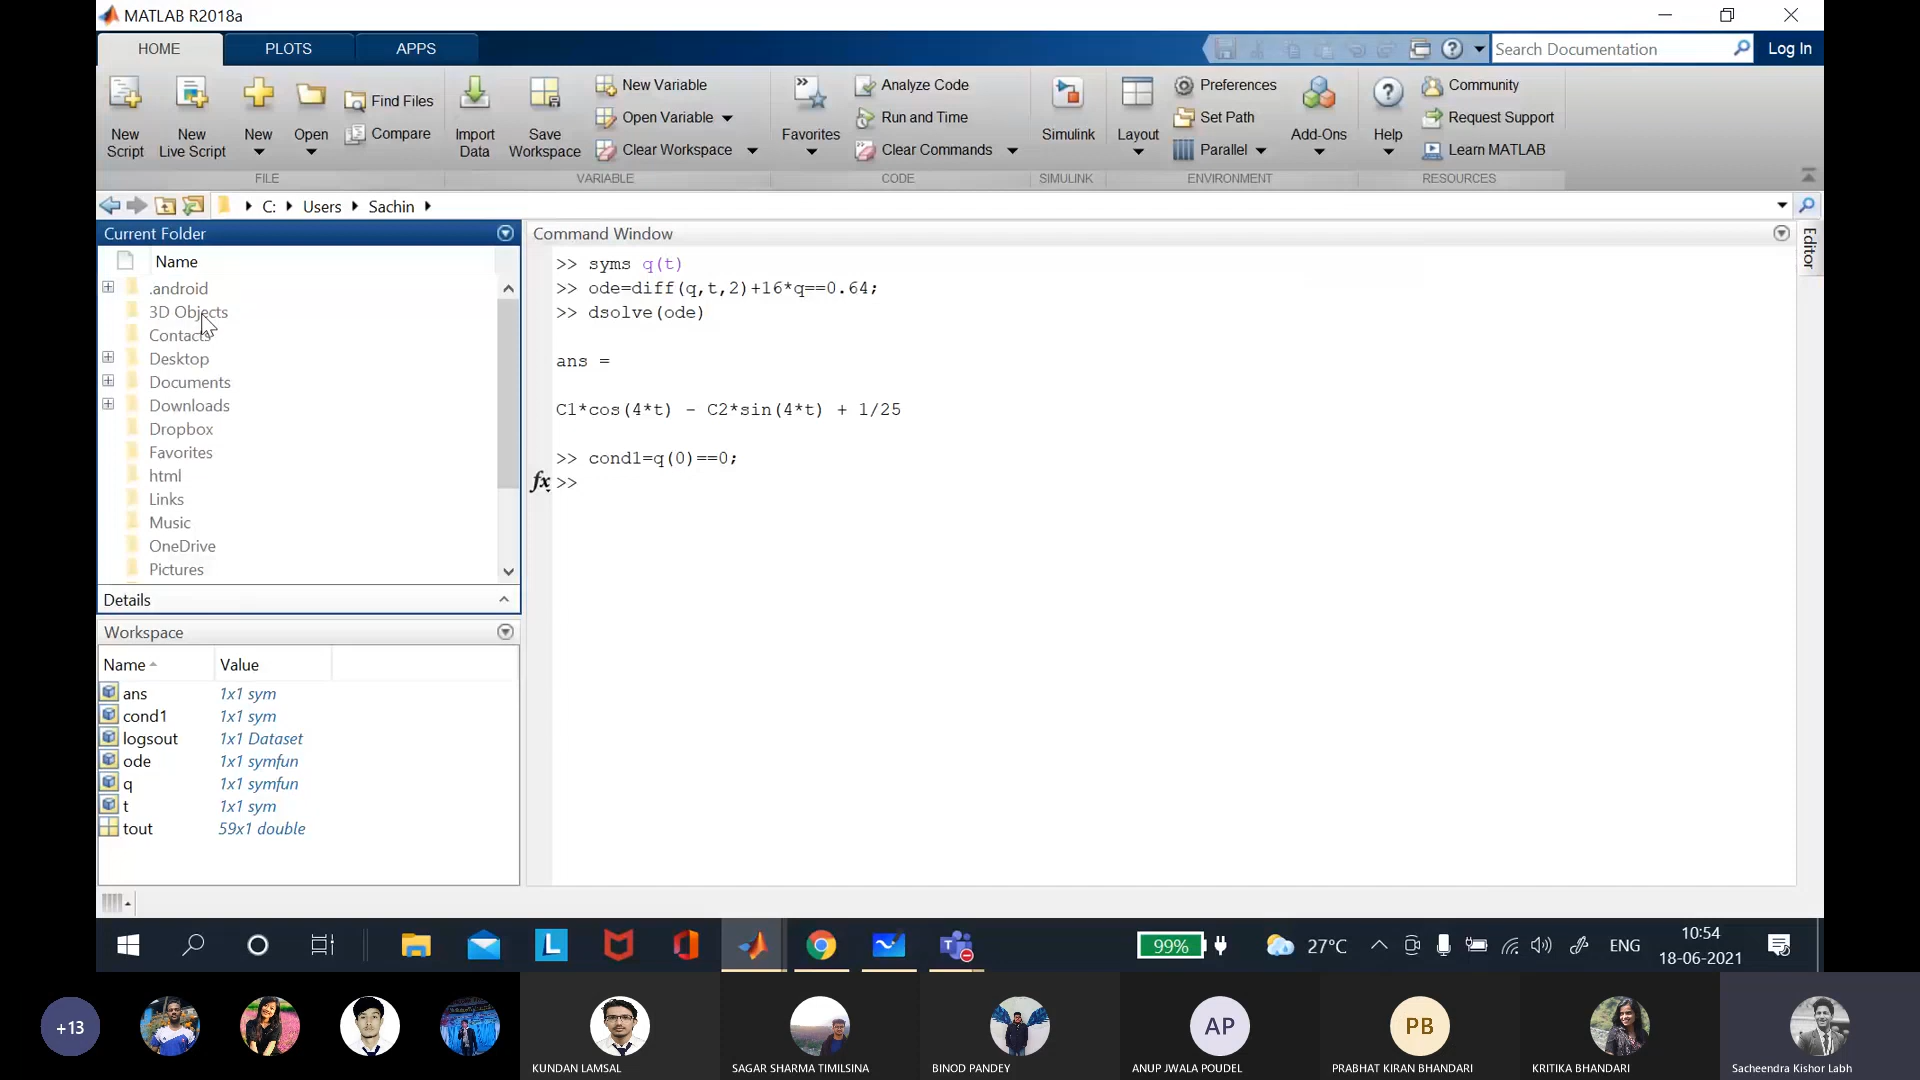 MATLAB R2018a
HOME
PLOTS
APPS
Search Documentation
Log In
New Script
New Live Script
New
Open
Find Files
Compare
Import Data
Save Workspace
New Variable
Open Variable
Clear Workspace
Favorites
Analyze Code
Run and Time
Clear Commands
Simulink
Layout
Preferences
Set Path
Parallel
Add-Ons
Help
Community
Request Support
Learn MATLAB
FILE
VARIABLE
CODE
SIMULINK
ENVIRONMENT
RESOURCES
C: Users Sachin
Current Folder
Name
.android
3D Objects
Contacts
Desktop
Documents
Downloads
Dropbox
Favorites
html
Links
Music
OneDrive
Pictures
Details
Workspace
Name Value
ans 1x1 sym
cond1 1x1 sym
logsout 1x1 Dataset
ode 1x1 symfun
q 1x1 symfun
t 1x1 sym
tout 59x1 double
Command Window
>> syms q(t)
>> ode=diff(q,t,2)+16*q==0.64;
>> dsolve(ode)
ans =
C1*cos(4*t) - C2*sin(4*t) + 1/25
>> cond1=q(0)==0;
fx >>
Editor
99%
27°C
ENG
10:54
18-06-2021
+13
KUNDAN LAMSAL
SAGAR SHARMA TIMILSINA
BINOD PANDEY
AP
ANUP JWALA POUDEL
PB
PRABHAT KIRAN BHANDARI
KRITIKA BHANDARI
Sacheendra Kishor Labh